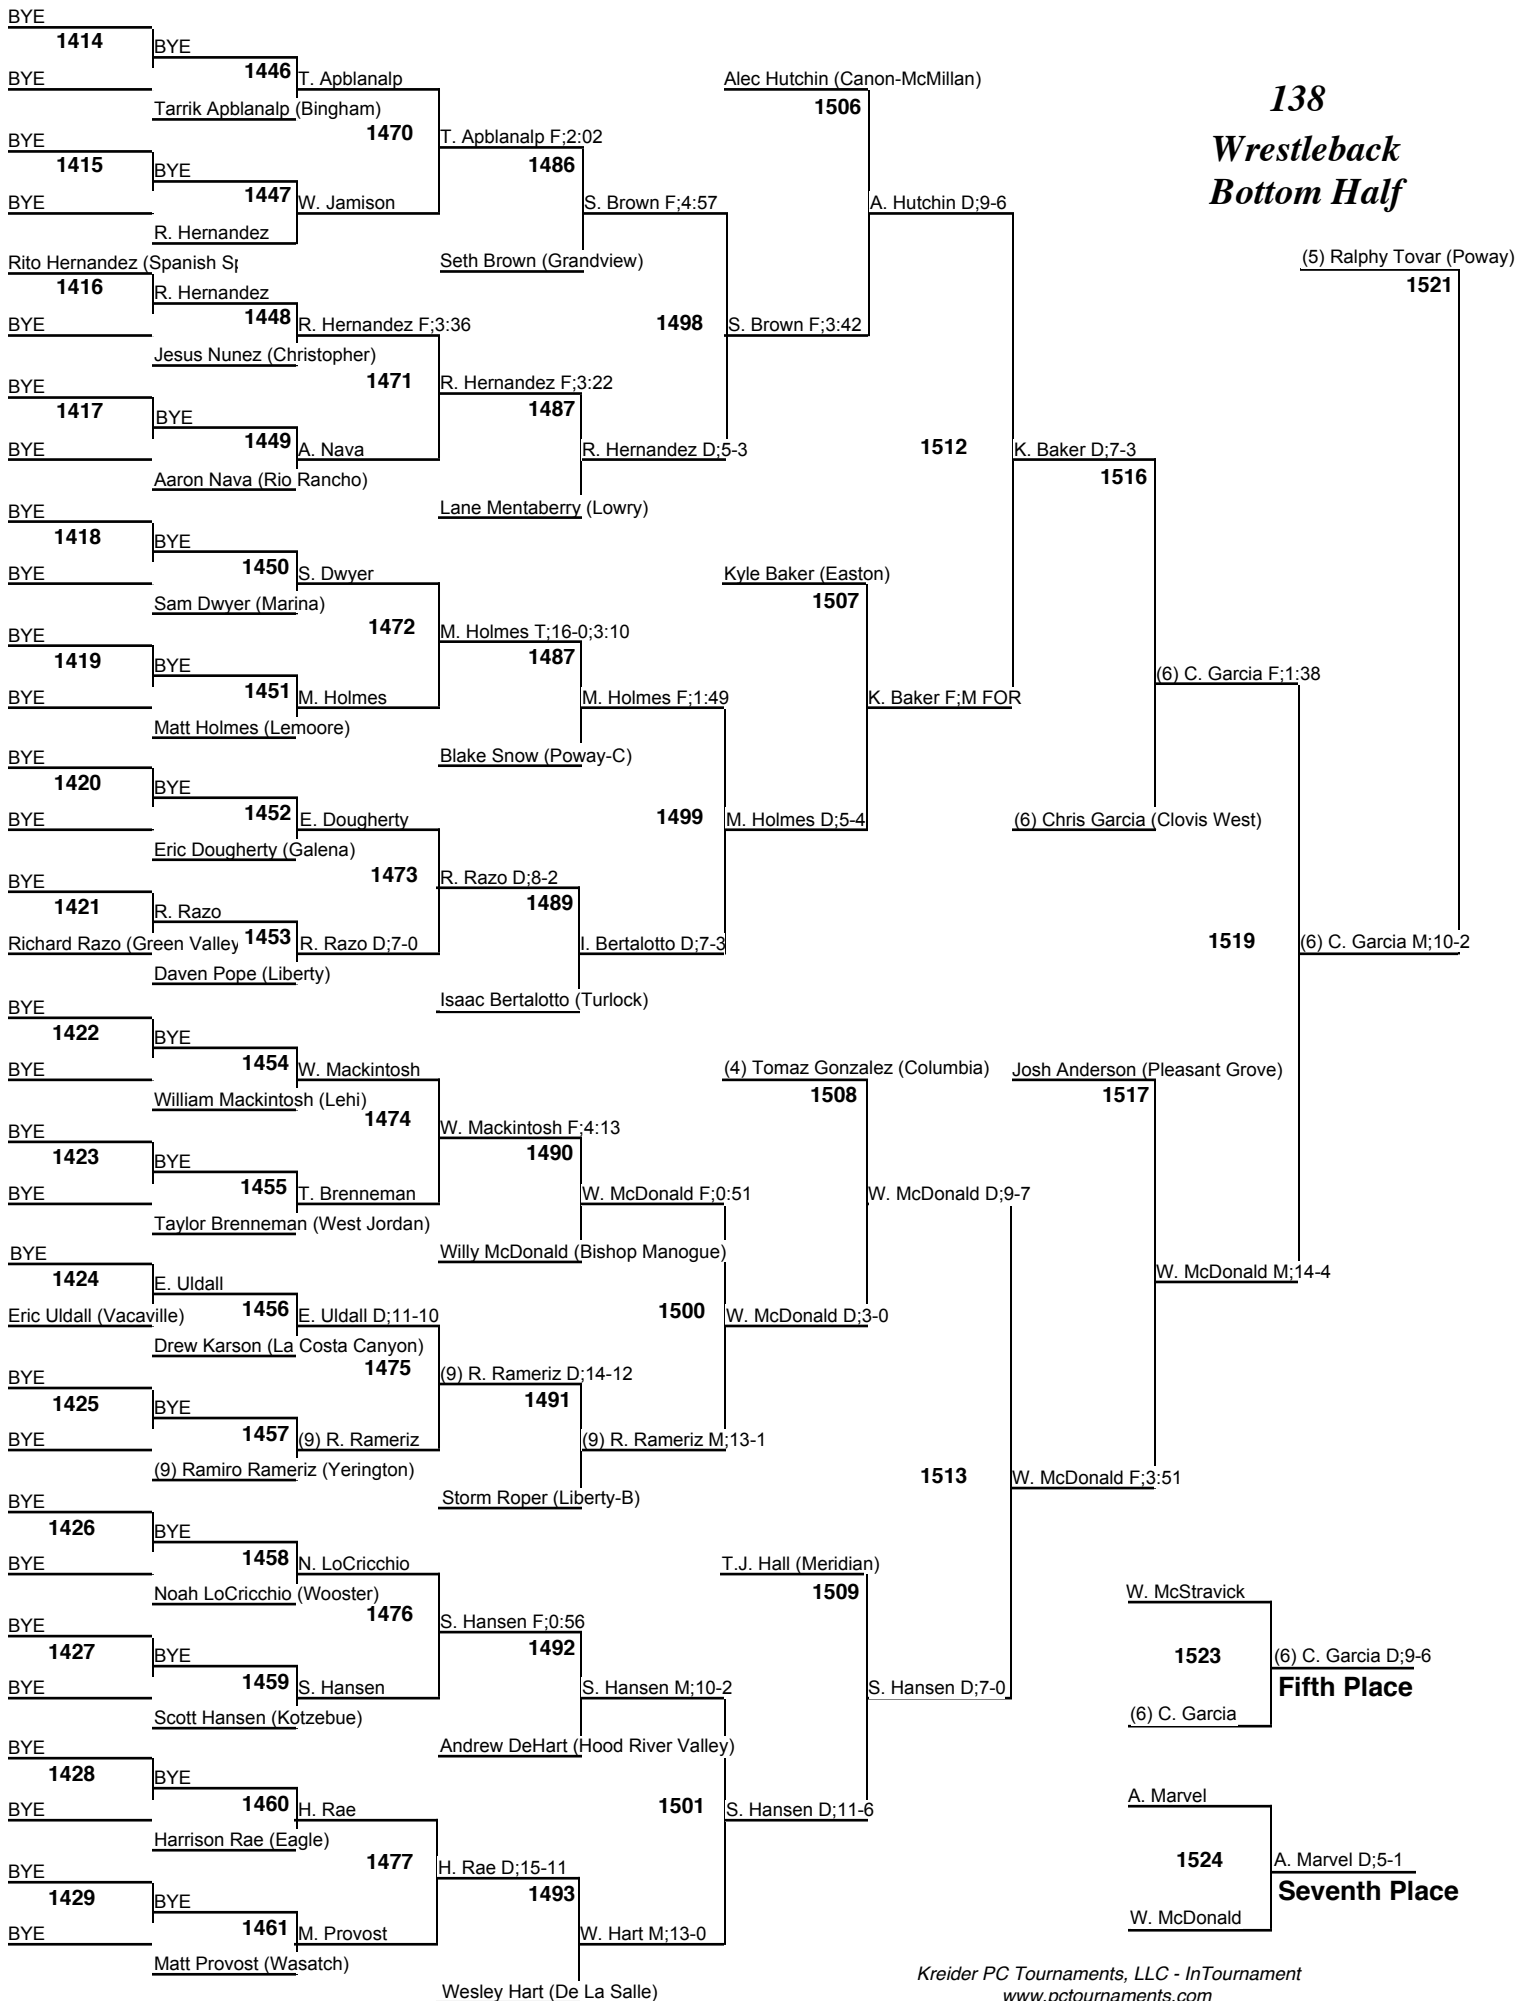 BYE
1414
BYE
BYE
1446
T. Apblanalp
Tarrik Apblanalp (Bingham)
1470
T. Apblanalp F;2:02
BYE
1415
BYE
BYE
1447
W. Jamison
R. Hernandez
1486
S. Brown F;4:57
Seth Brown (Grandview)
Rito Hernandez (Spanish Sp
1416
BYE
R. Hernandez
1448
R. Hernandez F;3:36
Jesus Nunez (Christopher)
1471
R. Hernandez F;3:22
BYE
1417
BYE
BYE
1449
A. Nava
Aaron Nava (Rio Rancho)
1487
R. Hernandez D;5-3
Lane Mentaberry (Lowry)
1498
S. Brown F;3:42
Alec Hutchin (Canon-McMillan)
1506
A. Hutchin D;9-6
138
Wrestleback
Bottom Half
(5) Ralphy Tovar (Poway)
1521
BYE
1418
BYE
BYE
1450
S. Dwyer
Sam Dwyer (Marina)
1472
M. Holmes T;16-0;3:10
BYE
1419
BYE
BYE
1451
M. Holmes
Matt Holmes (Lemoore)
1487
M. Holmes F;1:49
Blake Snow (Poway-C)
BYE
1420
BYE
BYE
1452
E. Dougherty
Eric Dougherty (Galena)
1473
R. Razo D;8-2
BYE
1421
Richard Razo (Green Valley
R. Razo
1453
R. Razo D;7-0
Daven Pope (Liberty)
1489
I. Bertalotto D;7-3
Isaac Bertalotto (Turlock)
1499
M. Holmes D;5-4
Kyle Baker (Easton)
1507
K. Baker F;M FOR
1512
K. Baker D;7-3
1516
(6) C. Garcia F;1:38
(6) Chris Garcia (Clovis West)
1519
(6) C. Garcia M;10-2
BYE
1422
BYE
BYE
1454
W. Mackintosh
William Mackintosh (Lehi)
1474
W. Mackintosh F;4:13
BYE
1423
BYE
BYE
1455
T. Brenneman
Taylor Brenneman (West Jordan)
1490
W. McDonald F;0:51
Willy McDonald (Bishop Manogue)
BYE
1424
Eric Uldall (Vacaville)
E. Uldall
1456
E. Uldall D;11-10
Drew Karson (La Costa Canyon)
1475
(9) R. Rameriz D;14-12
BYE
1425
BYE
BYE
1457
(9) R. Rameriz
(9) Ramiro Rameriz (Yerington)
1491
(9) R. Rameriz M;13-1
Storm Roper (Liberty-B)
1500
W. McDonald D;3-0
(4) Tomaz Gonzalez (Columbia)
1508
W. McDonald D;9-7
Josh Anderson (Pleasant Grove)
1517
W. McDonald M;14-4
BYE
1426
BYE
BYE
1458
N. LoCricchio
Noah LoCricchio (Wooster)
1476
S. Hansen F;0:56
BYE
1427
BYE
BYE
1459
S. Hansen
Scott Hansen (Kotzebue)
1492
S. Hansen M;10-2
Andrew DeHart (Hood River Valley)
BYE
1428
BYE
BYE
1460
H. Rae
Harrison Rae (Eagle)
1477
H. Rae D;15-11
BYE
1429
BYE
BYE
1461
M. Provost
Matt Provost (Wasatch)
1493
W. Hart M;13-0
Wesley Hart (De La Salle)
1501
S. Hansen D;11-6
T.J. Hall (Meridian)
1509
S. Hansen D;7-0
1513
W. McDonald F;3:51
W. McStravick
1523
(6) C. Garcia
(6) C. Garcia D;9-6
Fifth Place
A. Marvel
1524
W. McDonald
A. Marvel D;5-1
Seventh Place
Kreider PC Tournaments, LLC - InTournament
www.pctournaments.com